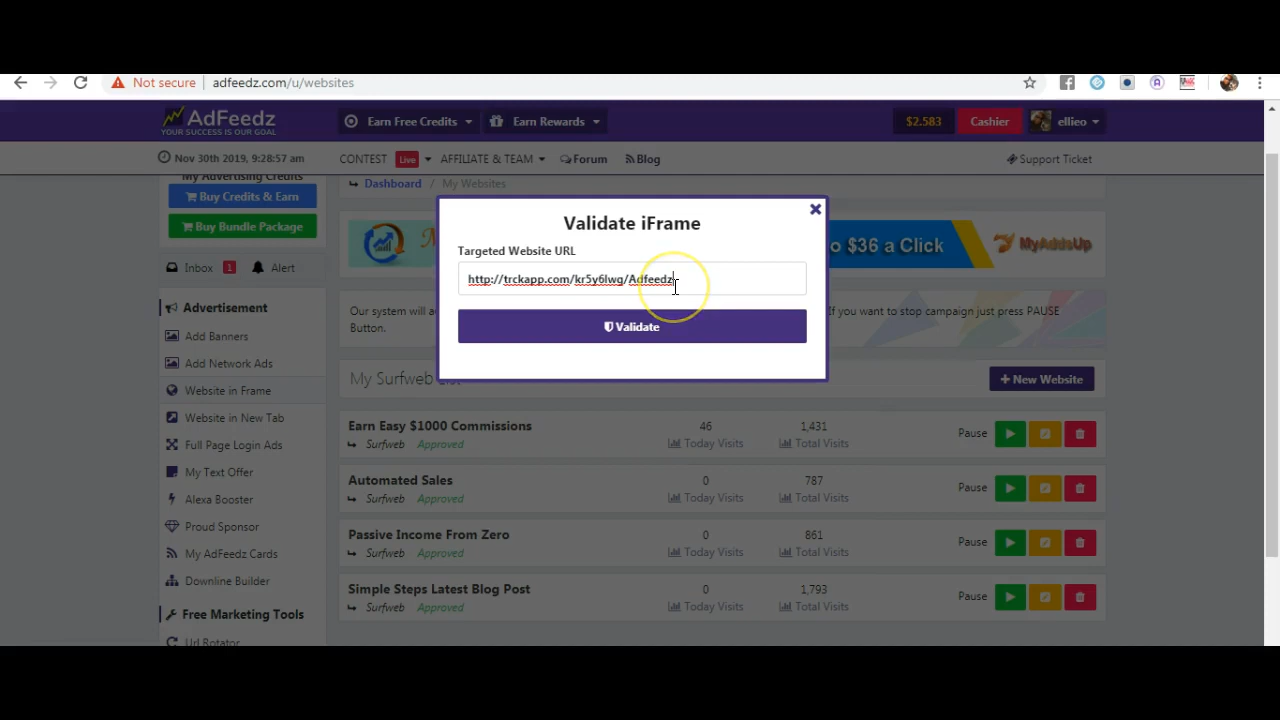 Not secure | adfeedz.com/u/websites
AdFeedz
YOUR SUCCESS IS OUR GOAL
Earn Free Credits
Earn Rewards
$2.583
Cashier
ellieo
Nov 30th 2019, 9:28:57 am
CONTEST Live
AFFILIATE & TEAM
Forum
Blog
Support Ticket
My Advertising Credits
Buy Credits & Earn
Buy Bundle Package
Inbox 1
Alert
Advertisement
Add Banners
Add Network Ads
Website in Frame
Website in New Tab
Full Page Login Ads
My Text Offer
Alexa Booster
Proud Sponsor
My AdFeedz Cards
Downline Builder
Free Marketing Tools
Url Rotator
Dashboard / My Websites
o $36 a Click
MyAddsUp
Validate iFrame
Targeted Website URL
http://trckapp.com/kr5y6lwg/Adfeedz
Validate
Our system will a
If you want to stop campaign just press PAUSE
Button.
My Surfweb List
+ New Website
Earn Easy $1000 Commissions
Surfweb Approved
46
Today Visits
1,431
Total Visits
Pause
Automated Sales
Surfweb Approved
0
Today Visits
787
Total Visits
Pause
Passive Income From Zero
Surfweb Approved
0
Today Visits
861
Total Visits
Pause
Simple Steps Latest Blog Post
Surfweb Approved
0
Today Visits
1,793
Total Visits
Pause